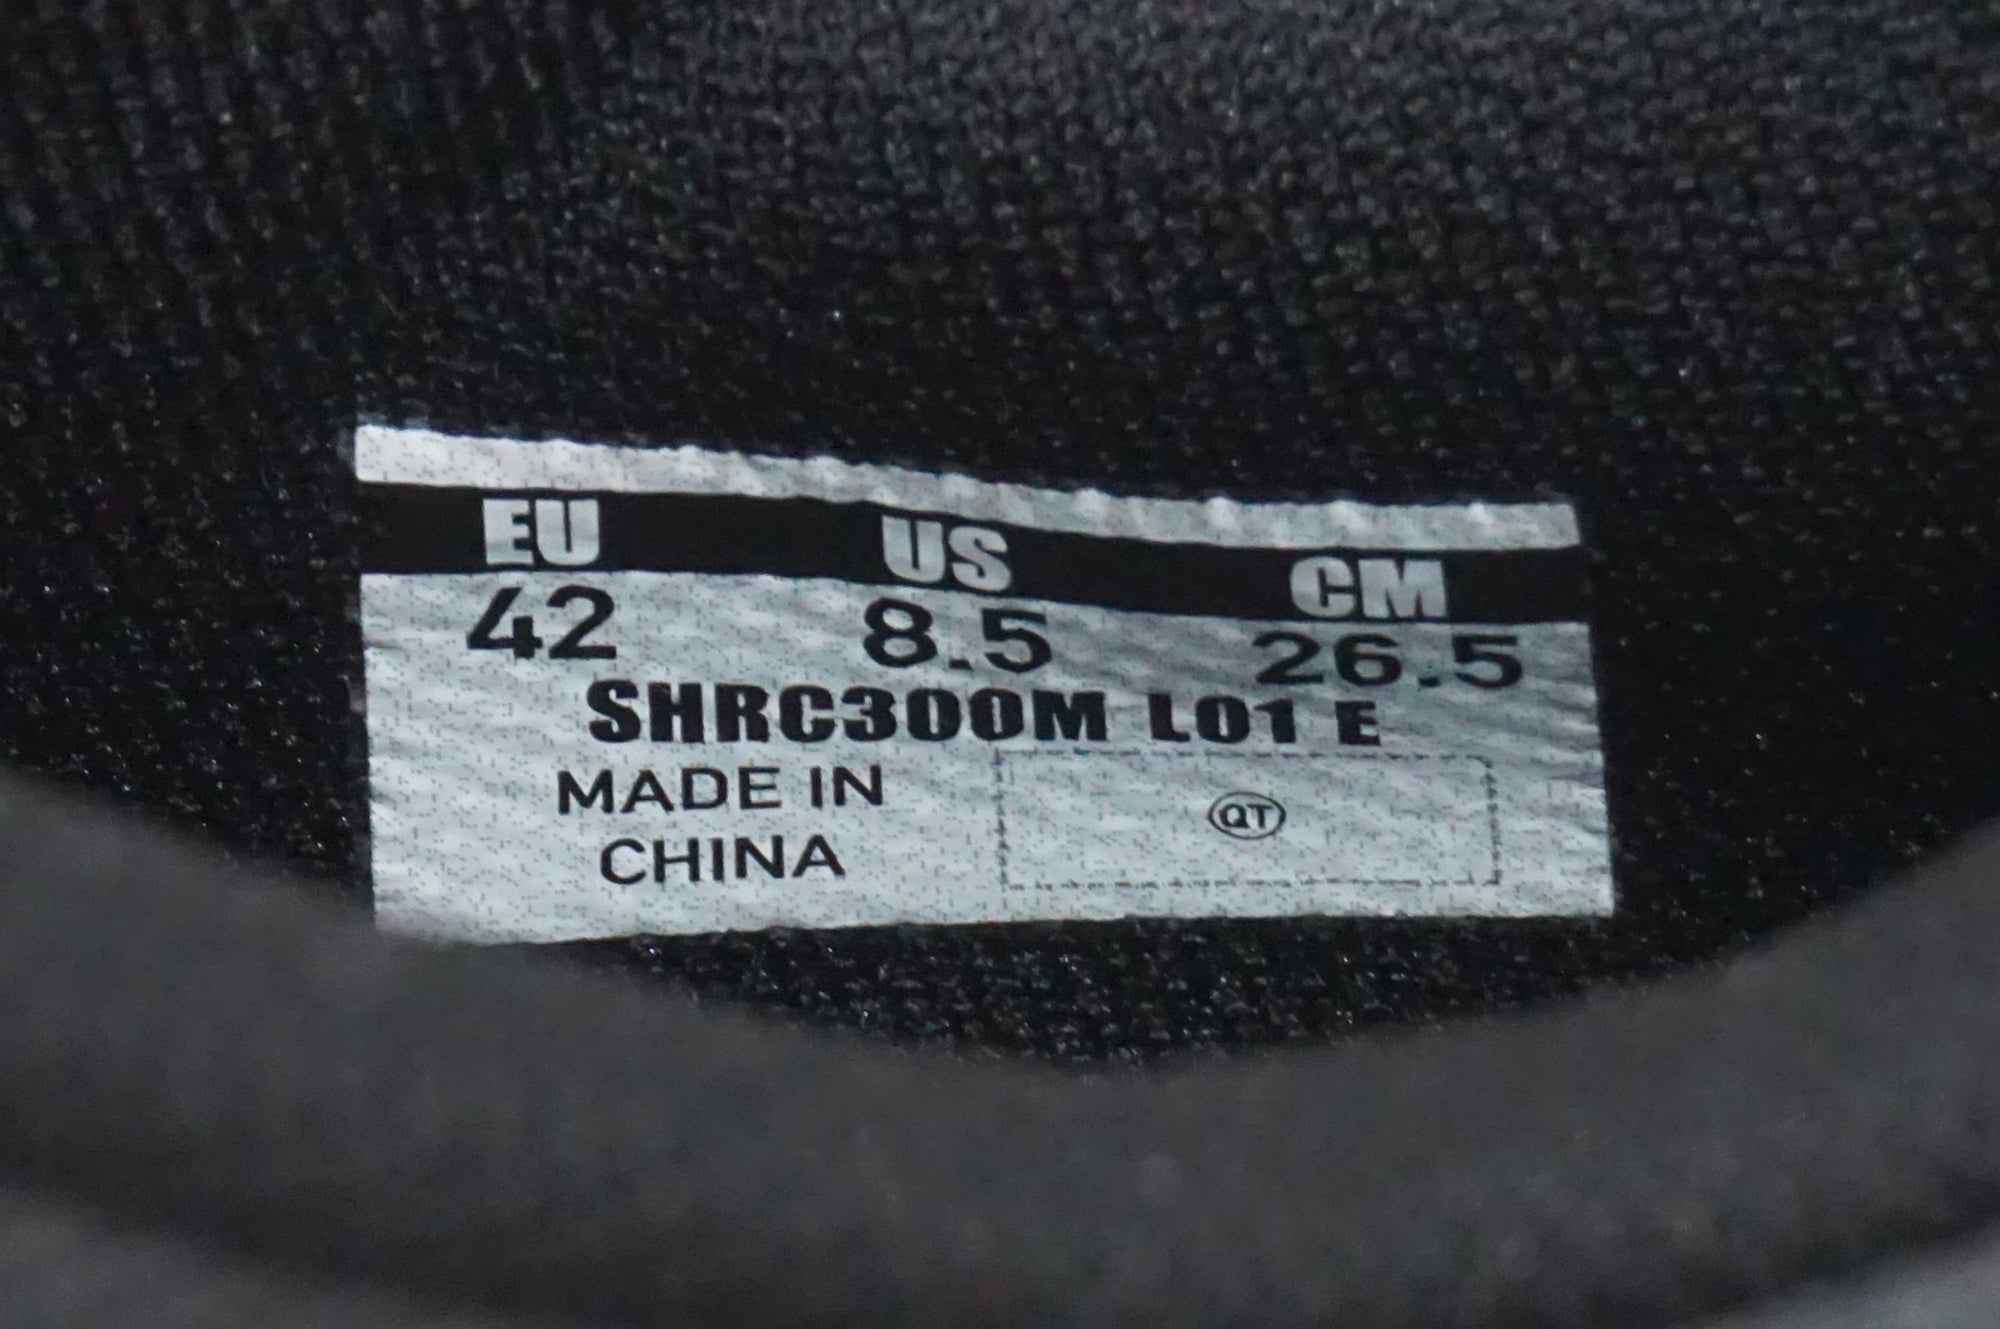 EU US CM
42 8.5 26.5
SHRC300M L01 E
MADE IN
CHINA
QT